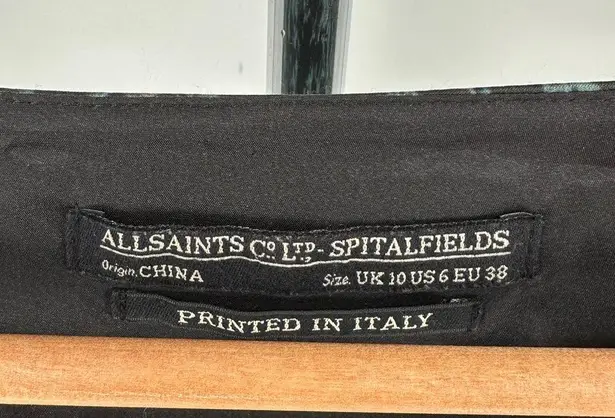 ALLSAINTS Cº LTD- SPITALFIELDS
Origin. CHINA Size. UK 10 US 6 EU 38
PRINTED IN ITALY